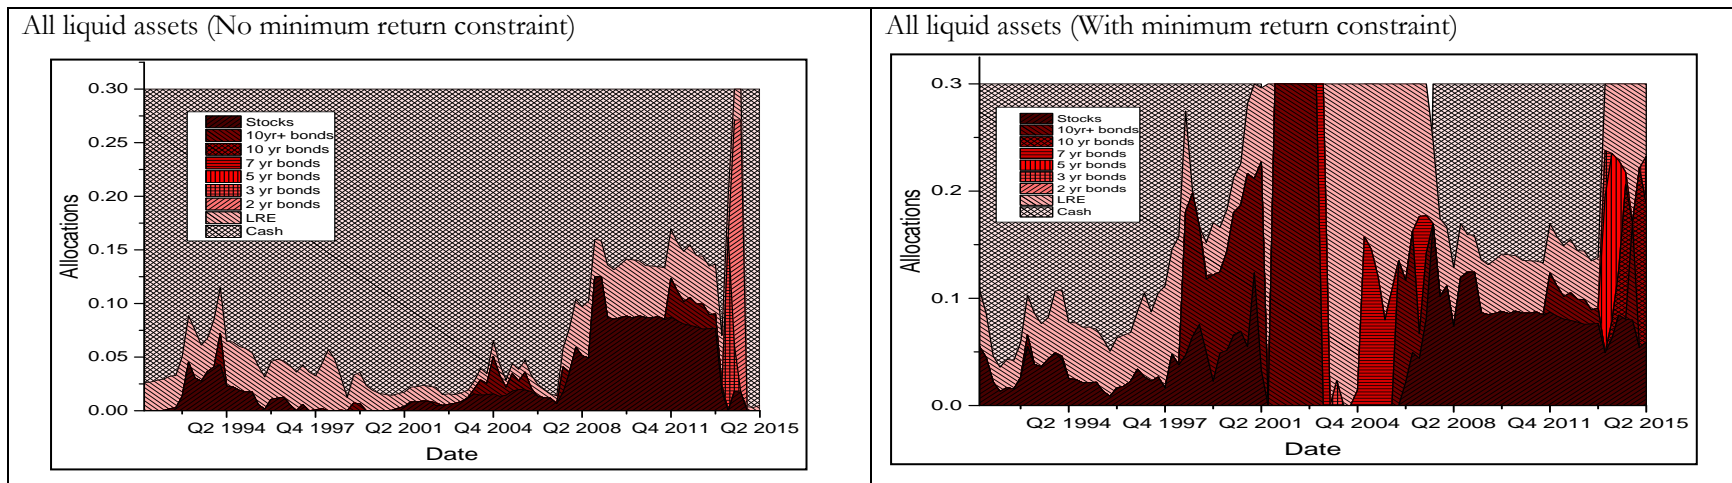 All liquid assets (No minimum return constraint)
0.30
0.25
0.20
0.15
0.10
0.05
0.00
Allocations
Stocks
10yr+ bonds
10 yr bonds
7 yr bonds
5 yr bonds
3 yr bonds
2 yr bonds
LRE
Cash
Q2 1994 Q4 1997 Q2 2001 Q4 2004 Q2 2008 Q4 2011 Q2 2015
Date
All liquid assets (With minimum return constraint)
0.3
0.2
0.1
0.0
Allocations
Stocks
10yr+ bonds
10 yr bonds
7 yr bonds
5 yr bonds
3 yr bonds
2 yr bonds
LRE
Cash
Q2 1994 Q4 1997 Q2 2001 Q4 2004 Q2 2008 Q4 2011 Q2 2015
Date